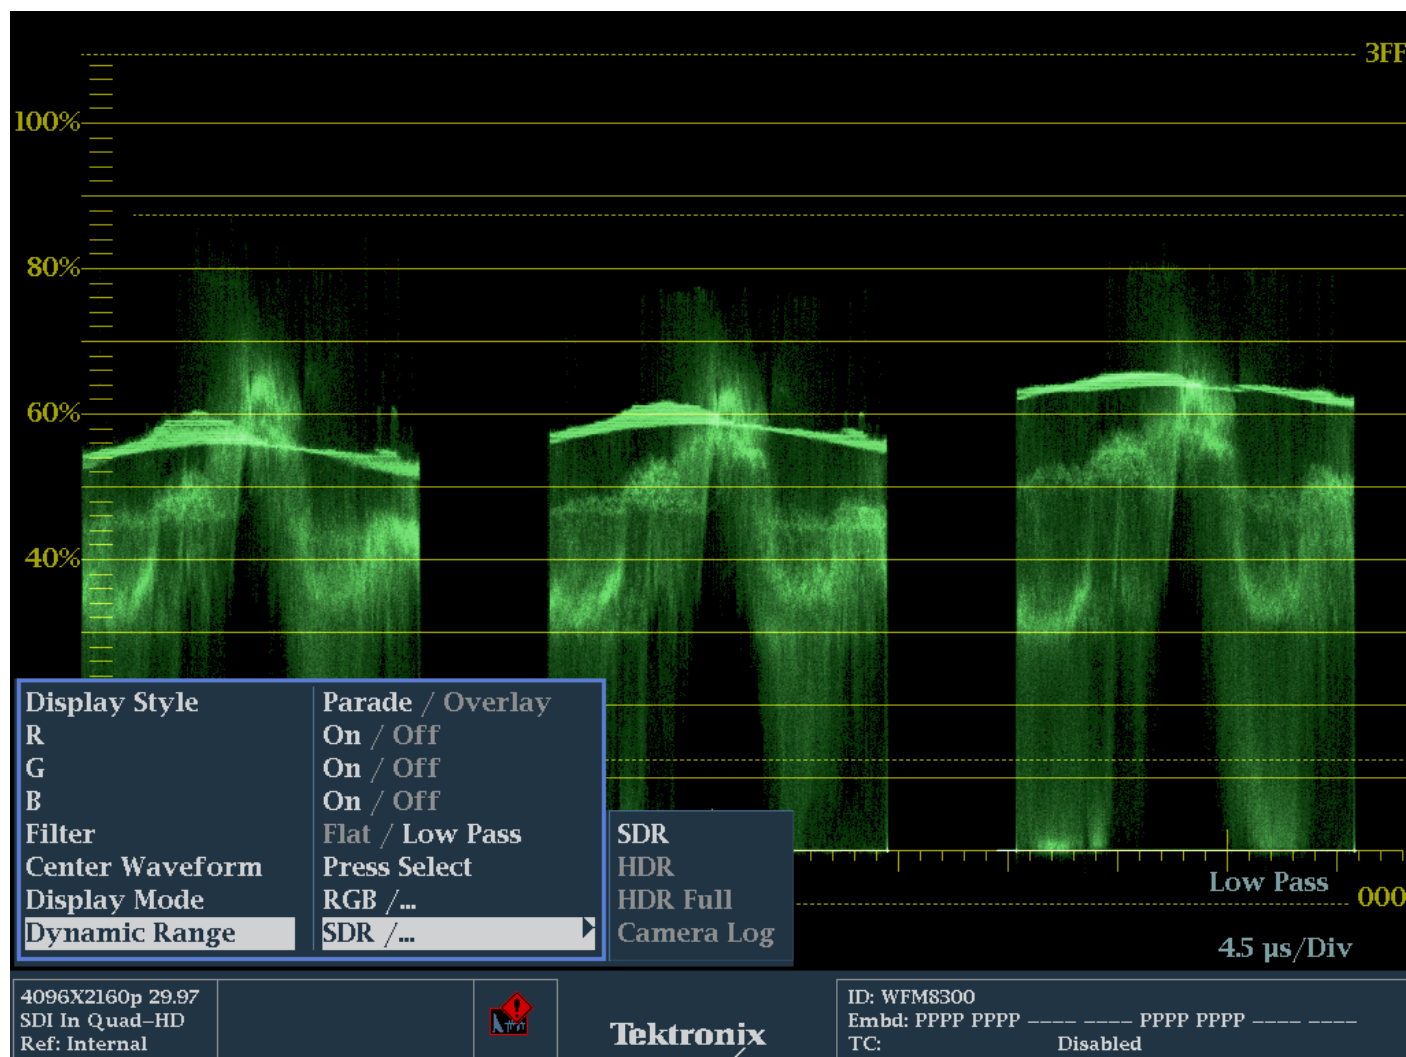 3FF
100%
80%
60%
40%
Display Style Parade / Overlay
R On / Off
G On / Off
B On / Off
Filter Flat / Low Pass
Center Waveform Press Select
Display Mode RGB /...
Dynamic Range SDR /...
SDR
HDR
HDR Full
Camera Log
Low Pass
000
4.5 µs/Div
4096X2160p 29.97
SDI In Quad-HD
Ref: Internal
Tektronix
ID: WFM8300
Embd: PPPP PPPP ---- ---- PPPP PPPP ---- ----
TC: Disabled